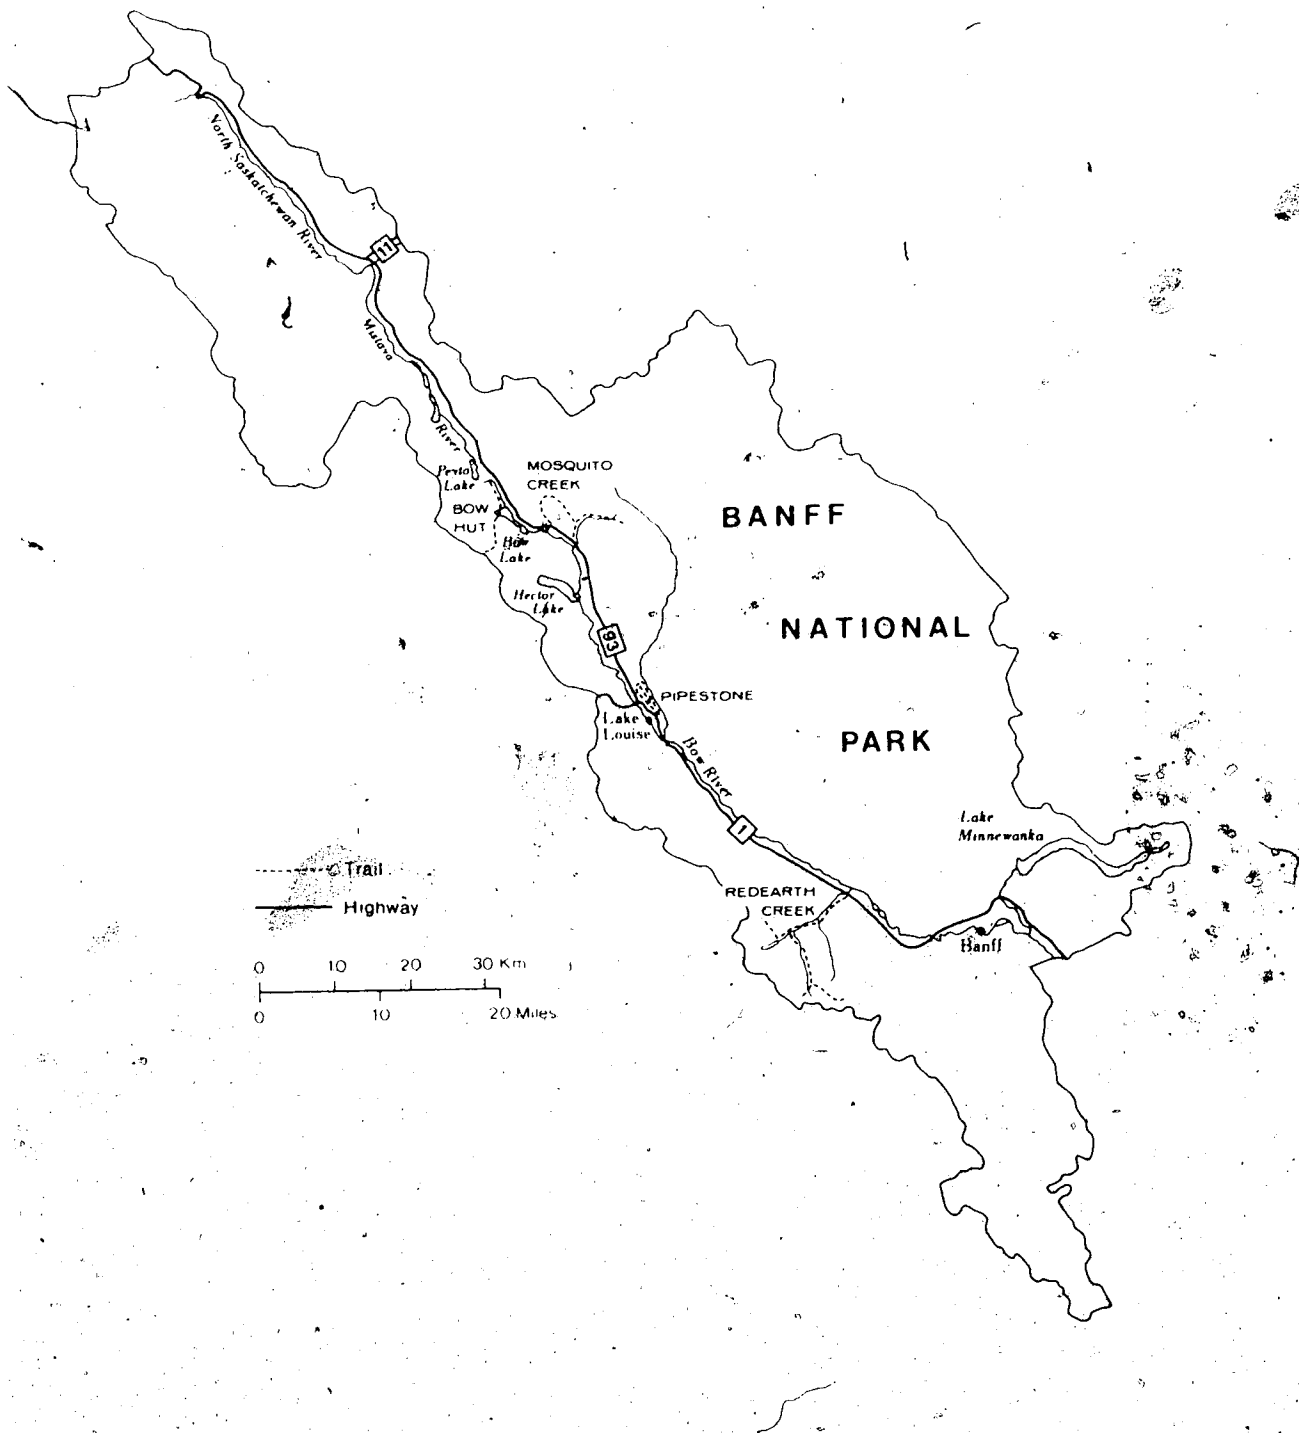 North Saskatchewan River
11
Mistaya
River
Peyto
Lake
MOSQUITO
CREEK
BOW
HUT
Bow
Lake
Hector
Lake
93
BANFF
NATIONAL
PARK
PIPESTONE
Lake
Louise
Bow River
1
Lake
Minnewanka
Trail
Highway
REDEARTH
CREEK
Banff
0 10 20 30 Km
0 10 20 Miles